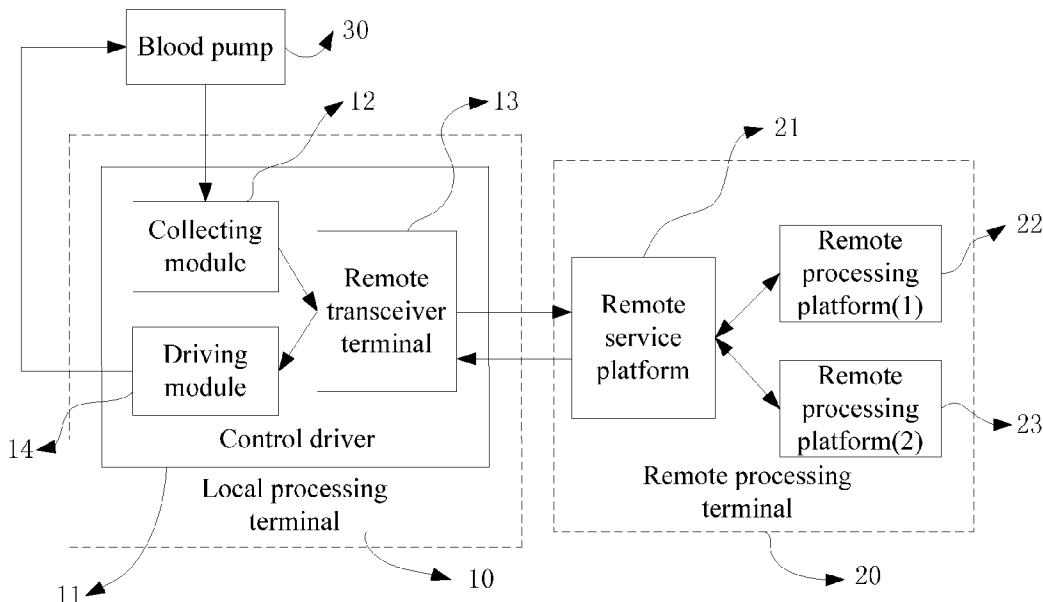 Blood pump
30
12
13
21
Collecting
modulc
Remote
transceiver
terminal
Driving
module
14
Control driver
Local processing
terminal
11
10
Remote
service
platform
Remote
processing
platform(1)
22
Remote
processing
platform(2)
23
Remote processing
terminal
20